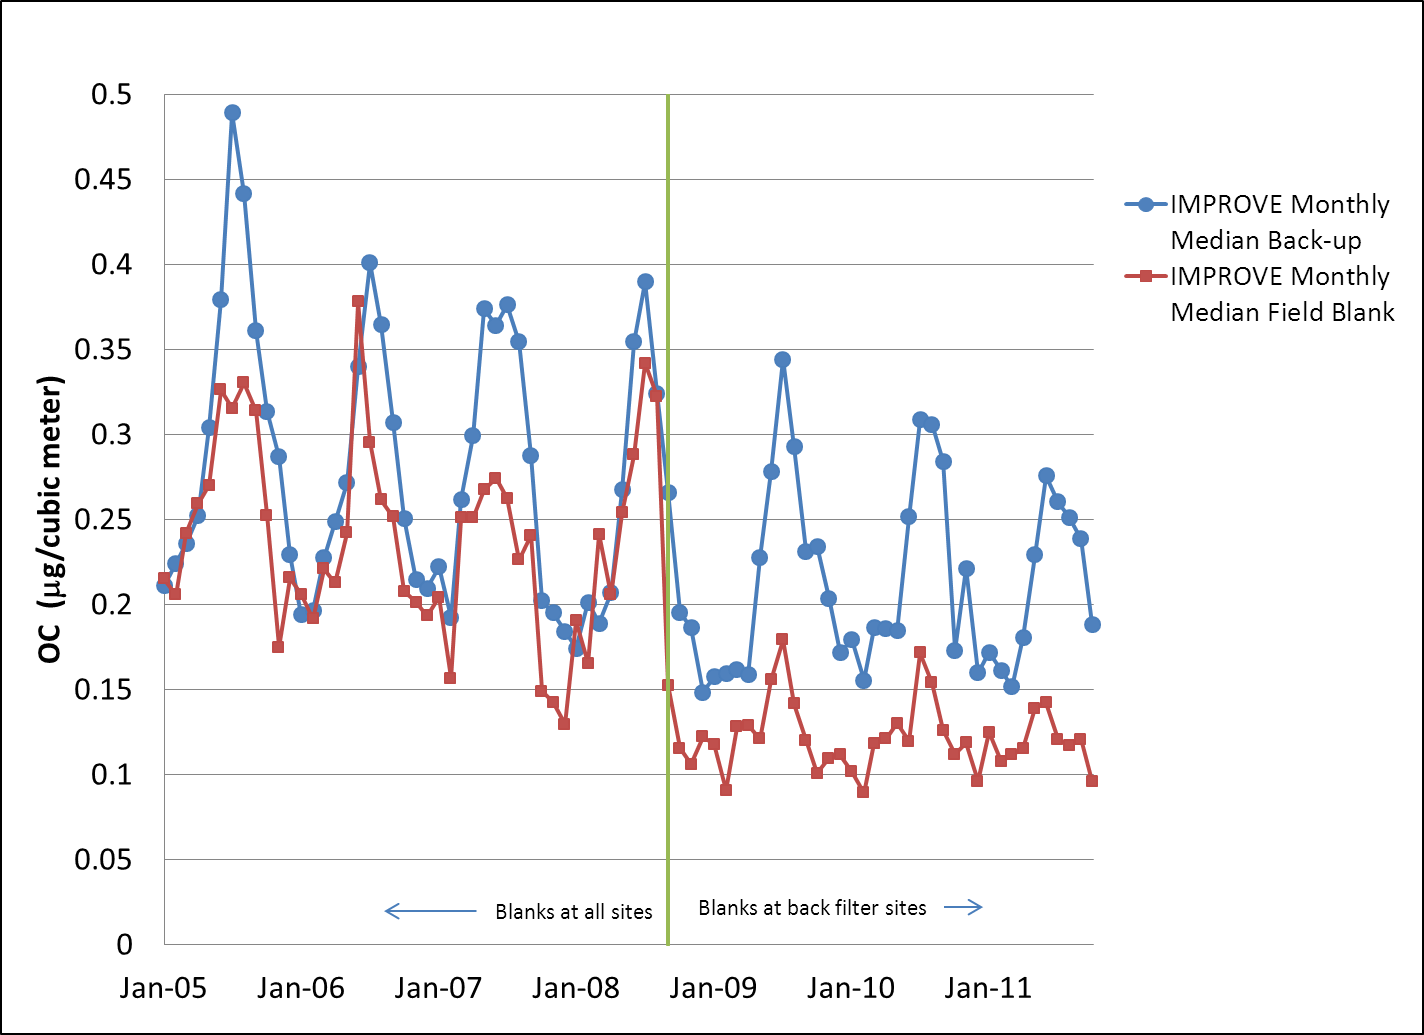 0.5
0.45
0.4
0.35
0.3
0.25
0.2
0.15
0.1
0.05
0
OC (µg/cubic meter)
IMPROVE Monthly
Median Back-up
IMPROVE Monthly
Median Field Blank
Blanks at all sites
Blanks at back filter sites
Jan-05
Jan-06
Jan-07
Jan-08
Jan-09
Jan-10
Jan-11